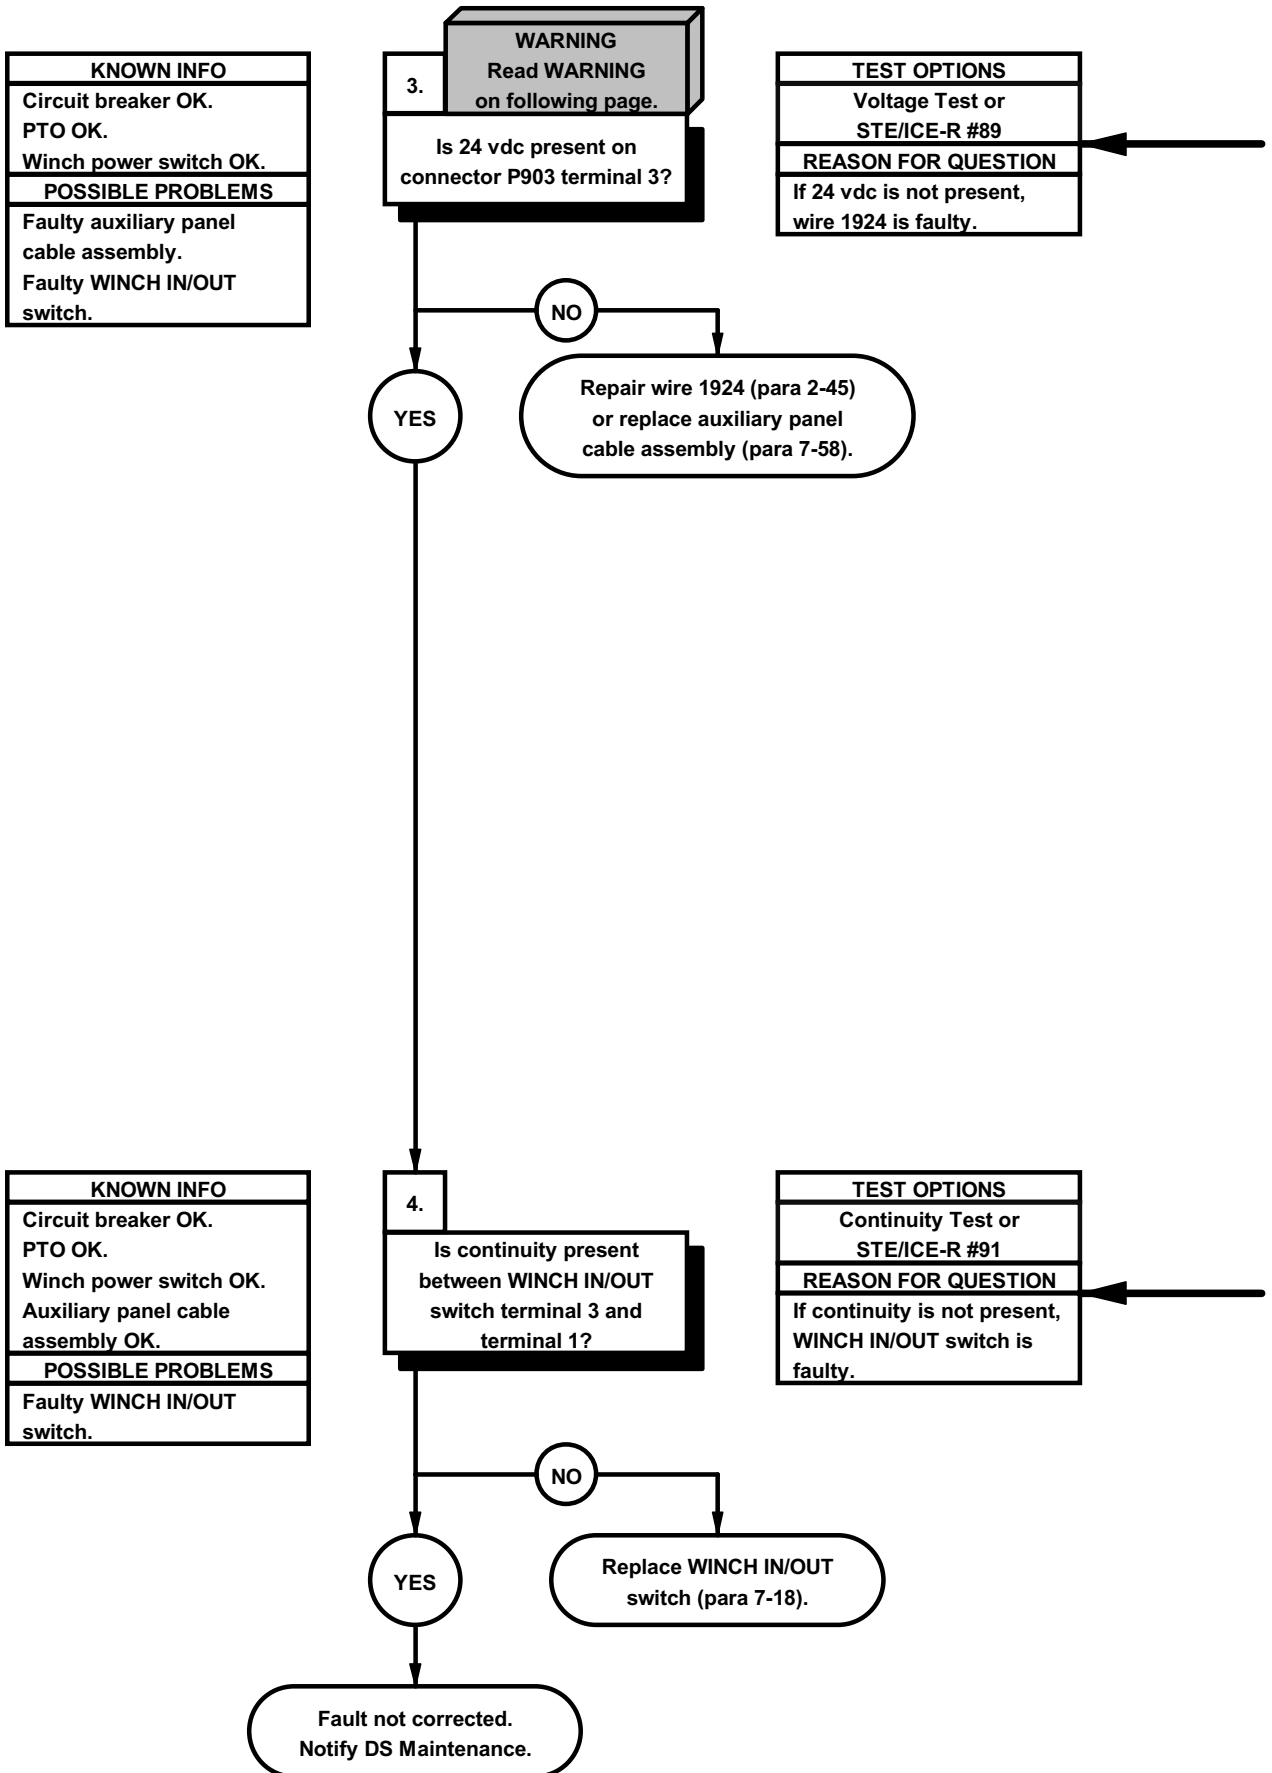 KNOWN INFO
Circuit breaker OK.
PTO OK.
Winch power switch OK.
POSSIBLE PROBLEMS
Faulty auxiliary panel
cable assembly.
Faulty WINCH IN/OUT
switch.
3.
WARNING
Read WARNING
on following page.
Is 24 vdc present on
connector P903 terminal 3?
TEST OPTIONS
Voltage Test or
STE/ICE-R #89
REASON FOR QUESTION
If 24 vdc is not present,
wire 1924 is faulty.
NO
YES
Repair wire 1924 (para 2-45)
or replace auxiliary panel
cable assembly (para 7-58).
KNOWN INFO
Circuit breaker OK.
PTO OK.
Winch power switch OK.
Auxiliary panel cable
assembly OK.
POSSIBLE PROBLEMS
Faulty WINCH IN/OUT
switch.
4.
Is continuity present
between WINCH IN/OUT
switch terminal 3 and
terminal 1?
TEST OPTIONS
Continuity Test or
STE/ICE-R #91
REASON FOR QUESTION
If continuity is not present,
WINCH IN/OUT switch is
faulty.
NO
YES
Replace WINCH IN/OUT
switch (para 7-18).
Fault not corrected.
Notify DS Maintenance.